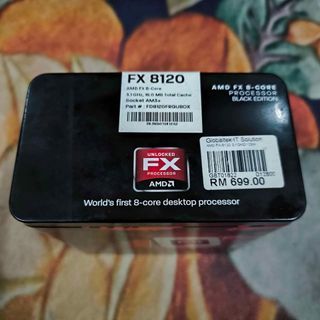 FX 8120
AMD FX 8-Core
3.1GHz, 16.0 MB Total Cache
Socket AM3+
Part # : FD8120FRGUBOX
AMD FX 8-CORE
PROCESSOR
BLACK EDITION
Globaltek IT Solution
RM 699.00
UNLOCKED
FX
PROCESSOR
AMD
World's first 8-core desktop processor